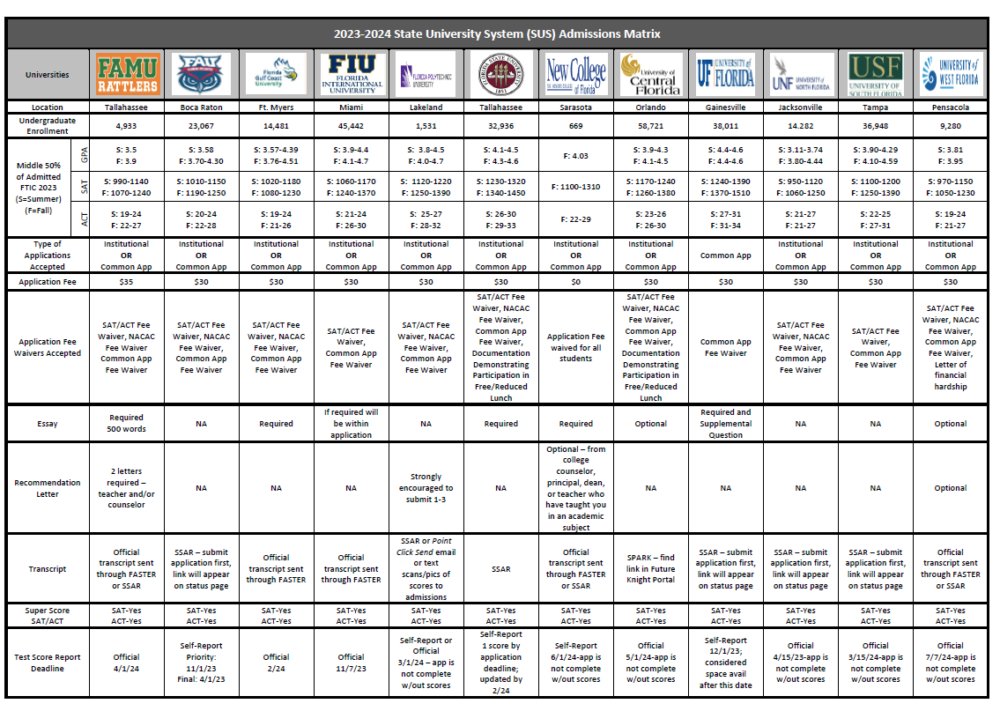 2023-2024 State University System (SUS) Admissions Matrix
Universities
FAMU
RATTLERS
FAU
Florida
Gulf Coast
University
FIU
FLORIDA
INTERNATIONAL
UNIVERSITY
FLORIDA POLYTECHNIC
UNIVERSITY
FLORIDA STATE UNIVERSITY
1851
New College
of Florida
University of
Central
Florida
UF UNIVERSITY of
FLORIDA
UNF UNIVERSITY of
NORTH FLORIDA
USF
UNIVERSITY OF
SOUTH FLORIDA
UNIVERSITY of
WEST FLORIDA
Location Tallahassee Boca Raton Ft. Myers Miami Lakeland Tallahassee Sarasota Orlando Gainesville Jacksonville Tampa Pensacola
Undergraduate
Enrollment
4,933 23,067 14,481 45,442 1,531 32,936 669 58,721 38,011 14.282 36,948 9,280
Middle 50%
of Admitted
FTIC 2023
(S=Summer)
(F=Fall)
GPA
S: 3.5
F: 3.9
S: 3.58
F: 3.70-4.30
S: 3.57-4.39
F: 3.76-4.51
S: 3.9-4.4
F: 4.1-4.7
S: 3.8-4.5
F: 4.0-4.7
S: 4.1-4.5
F: 4.3-4.6
F: 4.03
S: 3.9-4.3
F: 4.1-4.5
S: 4.4-4.6
F: 4.4-4.6
S: 3.11-3.74
F: 3.80-4.44
S: 3.90-4.29
F: 4.10-4.59
S: 3.81
F: 3.95
SAT
S: 990-1140
F: 1070-1240
S: 1010-1150
F: 1190-1250
S: 1020-1180
F: 1080-1230
S: 1060-1170
F: 1240-1370
S: 1120-1220
F: 1250-1390
S: 1230-1320
F: 1340-1450
F: 1100-1310
S: 1170-1240
F: 1260-1380
S: 1240-1390
F: 1370-1510
S: 950-1120
F: 1060-1250
S: 1100-1200
F: 1250-1390
S: 970-1150
F: 1050-1230
ACT
S: 19-24
F: 22-27
S: 20-24
F: 22-28
S: 19-24
F: 21-26
S: 21-24
F: 26-30
S: 25-27
F: 28-32
S: 26-30
F: 29-33
F: 22-29
S: 23-26
F: 26-30
S: 27-31
F: 31-34
S: 21-27
F: 21-27
S: 22-25
F: 27-31
S: 19-24
F: 21-27
Type of
Applications
Accepted
Institutional
OR
Common App
Institutional
OR
Common App
Institutional
OR
Common App
Institutional
OR
Common App
Institutional
OR
Common App
Institutional
OR
Common App
Institutional
OR
Common App
Institutional
OR
Common App
Common App
Institutional
OR
Common App
Institutional
OR
Common App
Institutional
OR
Common App
Application Fee $35 $30 $30 $30 $30 $30 $0 $30 $30 $30 $30 $30
Application Fee
Waivers Accepted
SAT/ACT Fee
Waiver, NACAC
Fee Waiver
Common App
Fee Waiver
SAT/ACT Fee
Waiver, NACAC
Fee Waiver,
Common App
Fee Waiver
SAT/ACT Fee
Waiver, NACAC
Fee Waiver,
Common App
Fee Waiver
SAT/ACT Fee
Waiver,
Common App
Fee Waiver
SAT/ACT Fee
Waiver, NACAC
Fee Waiver,
Common App
Fee Waiver
SAT/ACT Fee
Waiver, NACAC
Fee Waiver,
Common App
Fee Waiver,
Documentation
Demonstrating
Participation in
Free/Reduced
Lunch
Application Fee
waived for all
students
SAT/ACT Fee
Waiver, NACAC
Fee Waiver,
Common App
Fee Waiver,
Documentation
Demonstrating
Participation in
Free/Reduced
Lunch
Common App
Fee Waiver
SAT/ACT Fee
Waiver, NACAC
Fee Waiver,
Common App
Fee Waiver
SAT/ACT Fee
Waiver,
Common App
Fee Waiver
SAT/ACT Fee
Waiver, NACAC
Fee Waiver,
Common App
Fee Waiver,
Letter of
financial
hardship
Essay
Required
500 words
NA
Required
If required will
be within
application
NA
Required
Required
Optional
Required and
Supplemental
Question
NA
NA
Optional
Recommendation
Letter
2 letters
required –
teacher and/or
counselor
NA
NA
NA
Strongly
encouraged to
submit 1-3
NA
Optional – from
college
counselor,
principal, dean,
or teacher who
have taught you
in an academic
subject
NA
NA
NA
NA
Optional
Transcript
Official
transcript sent
through FASTER
or SSAR
SSAR – submit
application first,
link will appear
on status page
Official
transcript sent
through FASTER
Official
transcript sent
through FASTER
SSAR or Point
Click Send email
or text
scans/pics of
scores to
admissions
SSAR
Official
transcript sent
through FASTER
or SSAR
SPARK – find
link in Future
Knight Portal
SSAR – submit
application first,
link will appear
on status page
SSAR – submit
application first,
link will appear
on status page
SSAR – submit
application first,
link will appear
on status page
Official
transcript sent
through FASTER
or SSAR
Super Score
SAT/ACT
SAT-Yes
ACT-Yes
SAT-Yes
ACT-Yes
SAT-Yes
ACT-Yes
SAT-Yes
ACT-Yes
SAT-Yes
ACT-Yes
SAT-Yes
ACT-Yes
SAT-Yes
ACT-Yes
SAT-Yes
ACT-Yes
SAT-Yes
ACT-Yes
SAT-Yes
ACT-Yes
SAT-Yes
ACT-Yes
SAT-Yes
ACT-Yes
Test Score Report
Deadline
Official
4/1/24
Self-Report
Priority:
11/1/23
Final: 4/1/23
Official
2/24
Official
11/7/23
Self-Report or
Official
3/1/24 – app is
not complete
w/out scores
Self-Report
1 score by
application
deadline;
updated by
2/24
Self-Report
6/1/24-app is
not complete
w/out scores
Official
5/1/24-app is
not complete
w/out scores
Self-Report
12/1/23;
considered
space avail
after this date
Official
4/15/23-app is
not complete
w/out scores
Official
3/15/24-app is
not complete
w/out scores
Official
7/7/24-app is
not complete
w/out scores